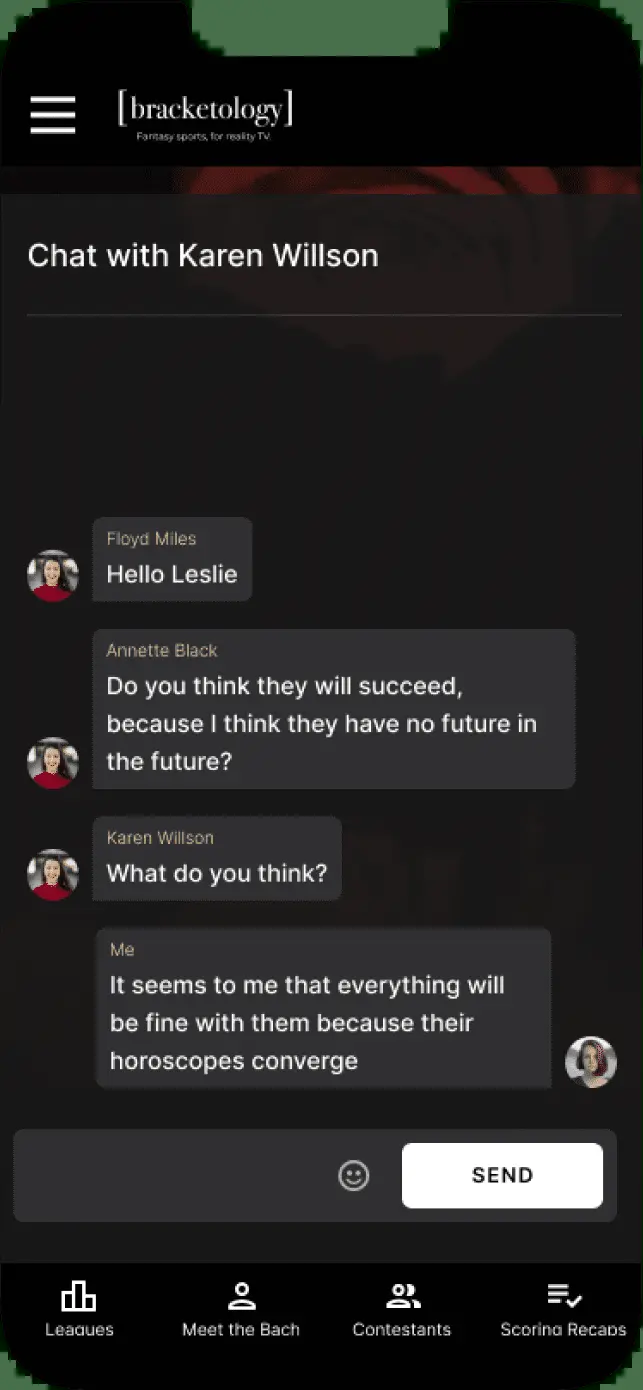 [bracketology]
Fantasy sports, for reality TV.
Chat with Karen Willson
Floyd Miles
Hello Leslie
Annette Black
Do you think they will succeed,
because I think they have no future in
the future?
Karen Willson
What do you think?
Me
It seems to me that everything will
be fine with them because their
horoscopes converge
SEND
Leagues
Meet the Bach
Contestants
Scoring Recaps